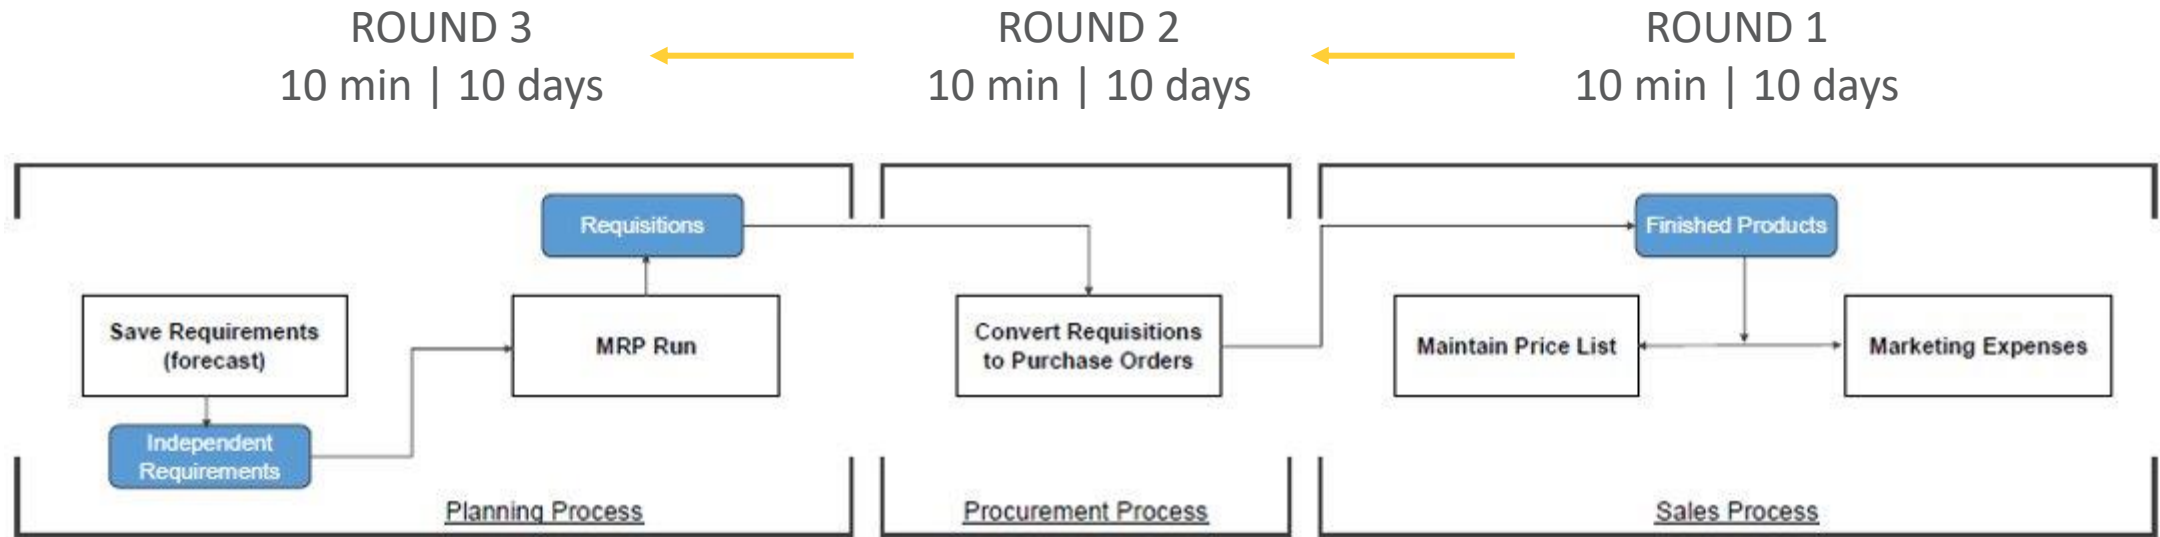 ROUND 3
10 min | 10 days
ROUND 2
10 min | 10 days
ROUND 1
10 min | 10 days
Requisitions
Save Requirements
(forecast)
MRP Run
Independent
Requirements
Planning Process
Convert Requisitions
to Purchase Orders
Procurement Process
Finished Products
Maintain Price List
Marketing Expenses
Sales Process